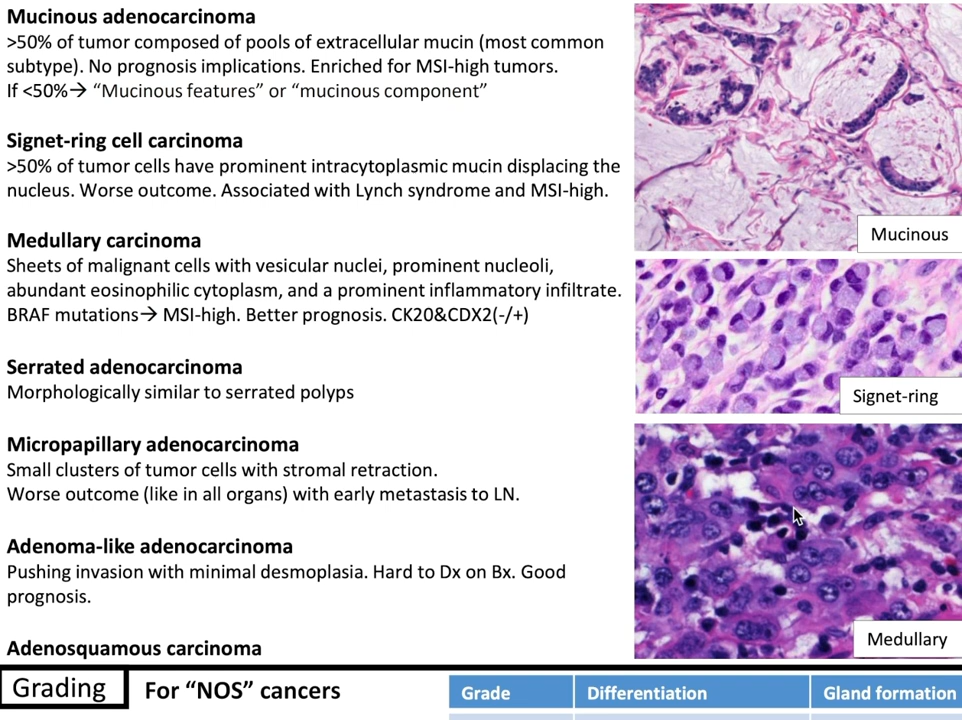 Mucinous adenocarcinoma
>50% of tumor composed of pools of extracellular mucin (most common
subtype). No prognosis implications. Enriched for MSI-high tumors.
If <50%→ “Mucinous features” or “mucinous component”
Signet-ring cell carcinoma
>50% of tumor cells have prominent intracytoplasmic mucin displacing the
nucleus. Worse outcome. Associated with Lynch syndrome and MSI-high.
Medullary carcinoma
Sheets of malignant cells with vesicular nuclei, prominent nucleoli,
abundant eosinophilic cytoplasm, and a prominent inflammatory infiltrate.
BRAF mutations→ MSI-high. Better prognosis. CK20&CDX2(-/+)
Serrated adenocarcinoma
Morphologically similar to serrated polyps
Micropapillary adenocarcinoma
Small clusters of tumor cells with stromal retraction.
Worse outcome (like in all organs) with early metastasis to LN.
Adenoma-like adenocarcinoma
Pushing invasion with minimal desmoplasia. Hard to Dx on Bx. Good
prognosis.
Adenosquamous carcinoma
Mucinous
Signet-ring
Medullary
Grading
For “NOS” cancers
Grade
Differentiation
Gland formation